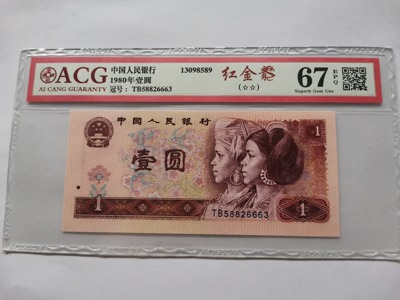 ACG
AI CANG GUARANTY
中国人民银行
1980年壹圆
冠号：TB58826663
13098589
红金龙
(☆☆)
67 EPQ
Superb Gem Unc
中国人民银行
1
壹圆
TB58826663
1
1